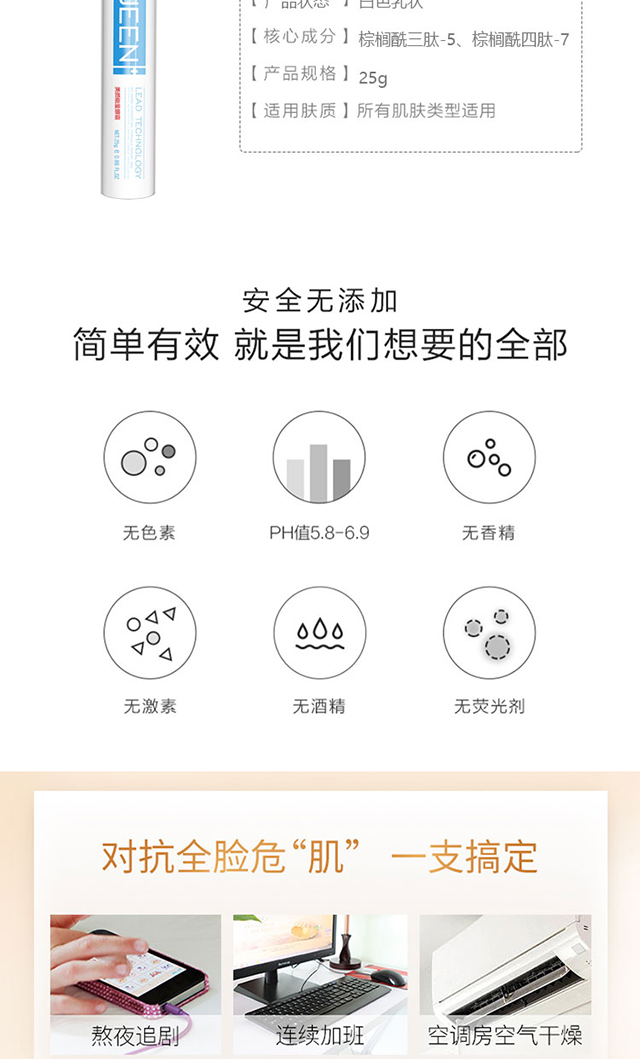 【产品状态】白色乳状
【核心成分】棕榈酰三肽-5、棕榈酰四肽-7
【产品规格】25g
【适用肤质】所有肌肤类型适用
UEEN
LEAD TECHNOLOGY
安全无添加
简单有效 就是我们想要的全部
无色素
PH值5.8-6.9
无香精
无激素
无酒精
无荧光剂
对抗全脸危“肌” 一支搞定
熬夜追剧
连续加班
空调房空气干燥